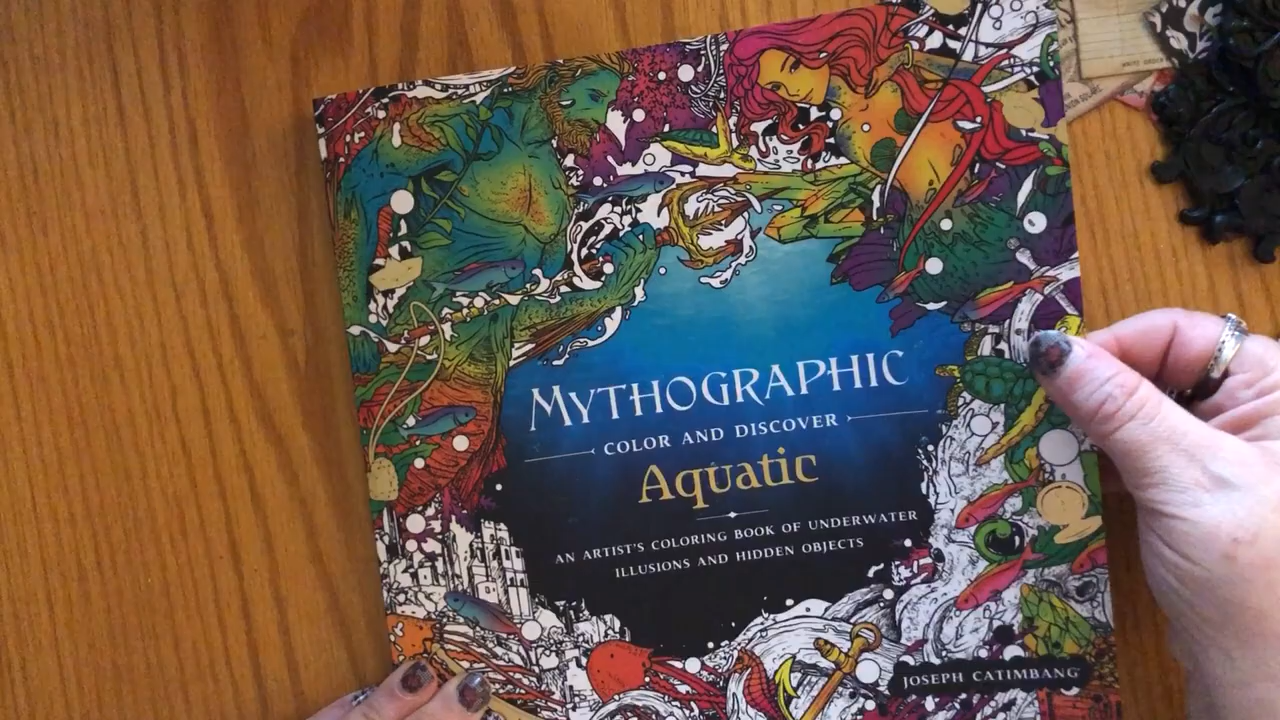 MYTHOGRAPHIC
COLOR AND DISCOVER
Aquatic
AN ARTIST'S COLORING BOOK OF UNDERWATER
ILLUSIONS AND HIDDEN OBJECTS
JOSEPH CATIMBANG